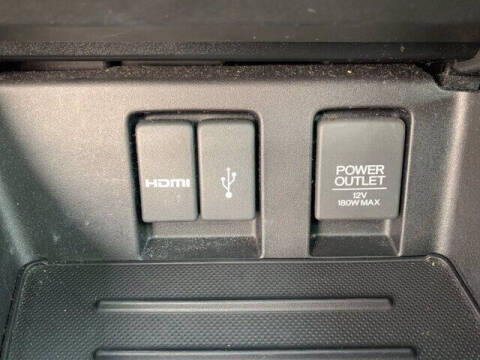 HDMI
POWER
OUTLET
12V
180W MAX